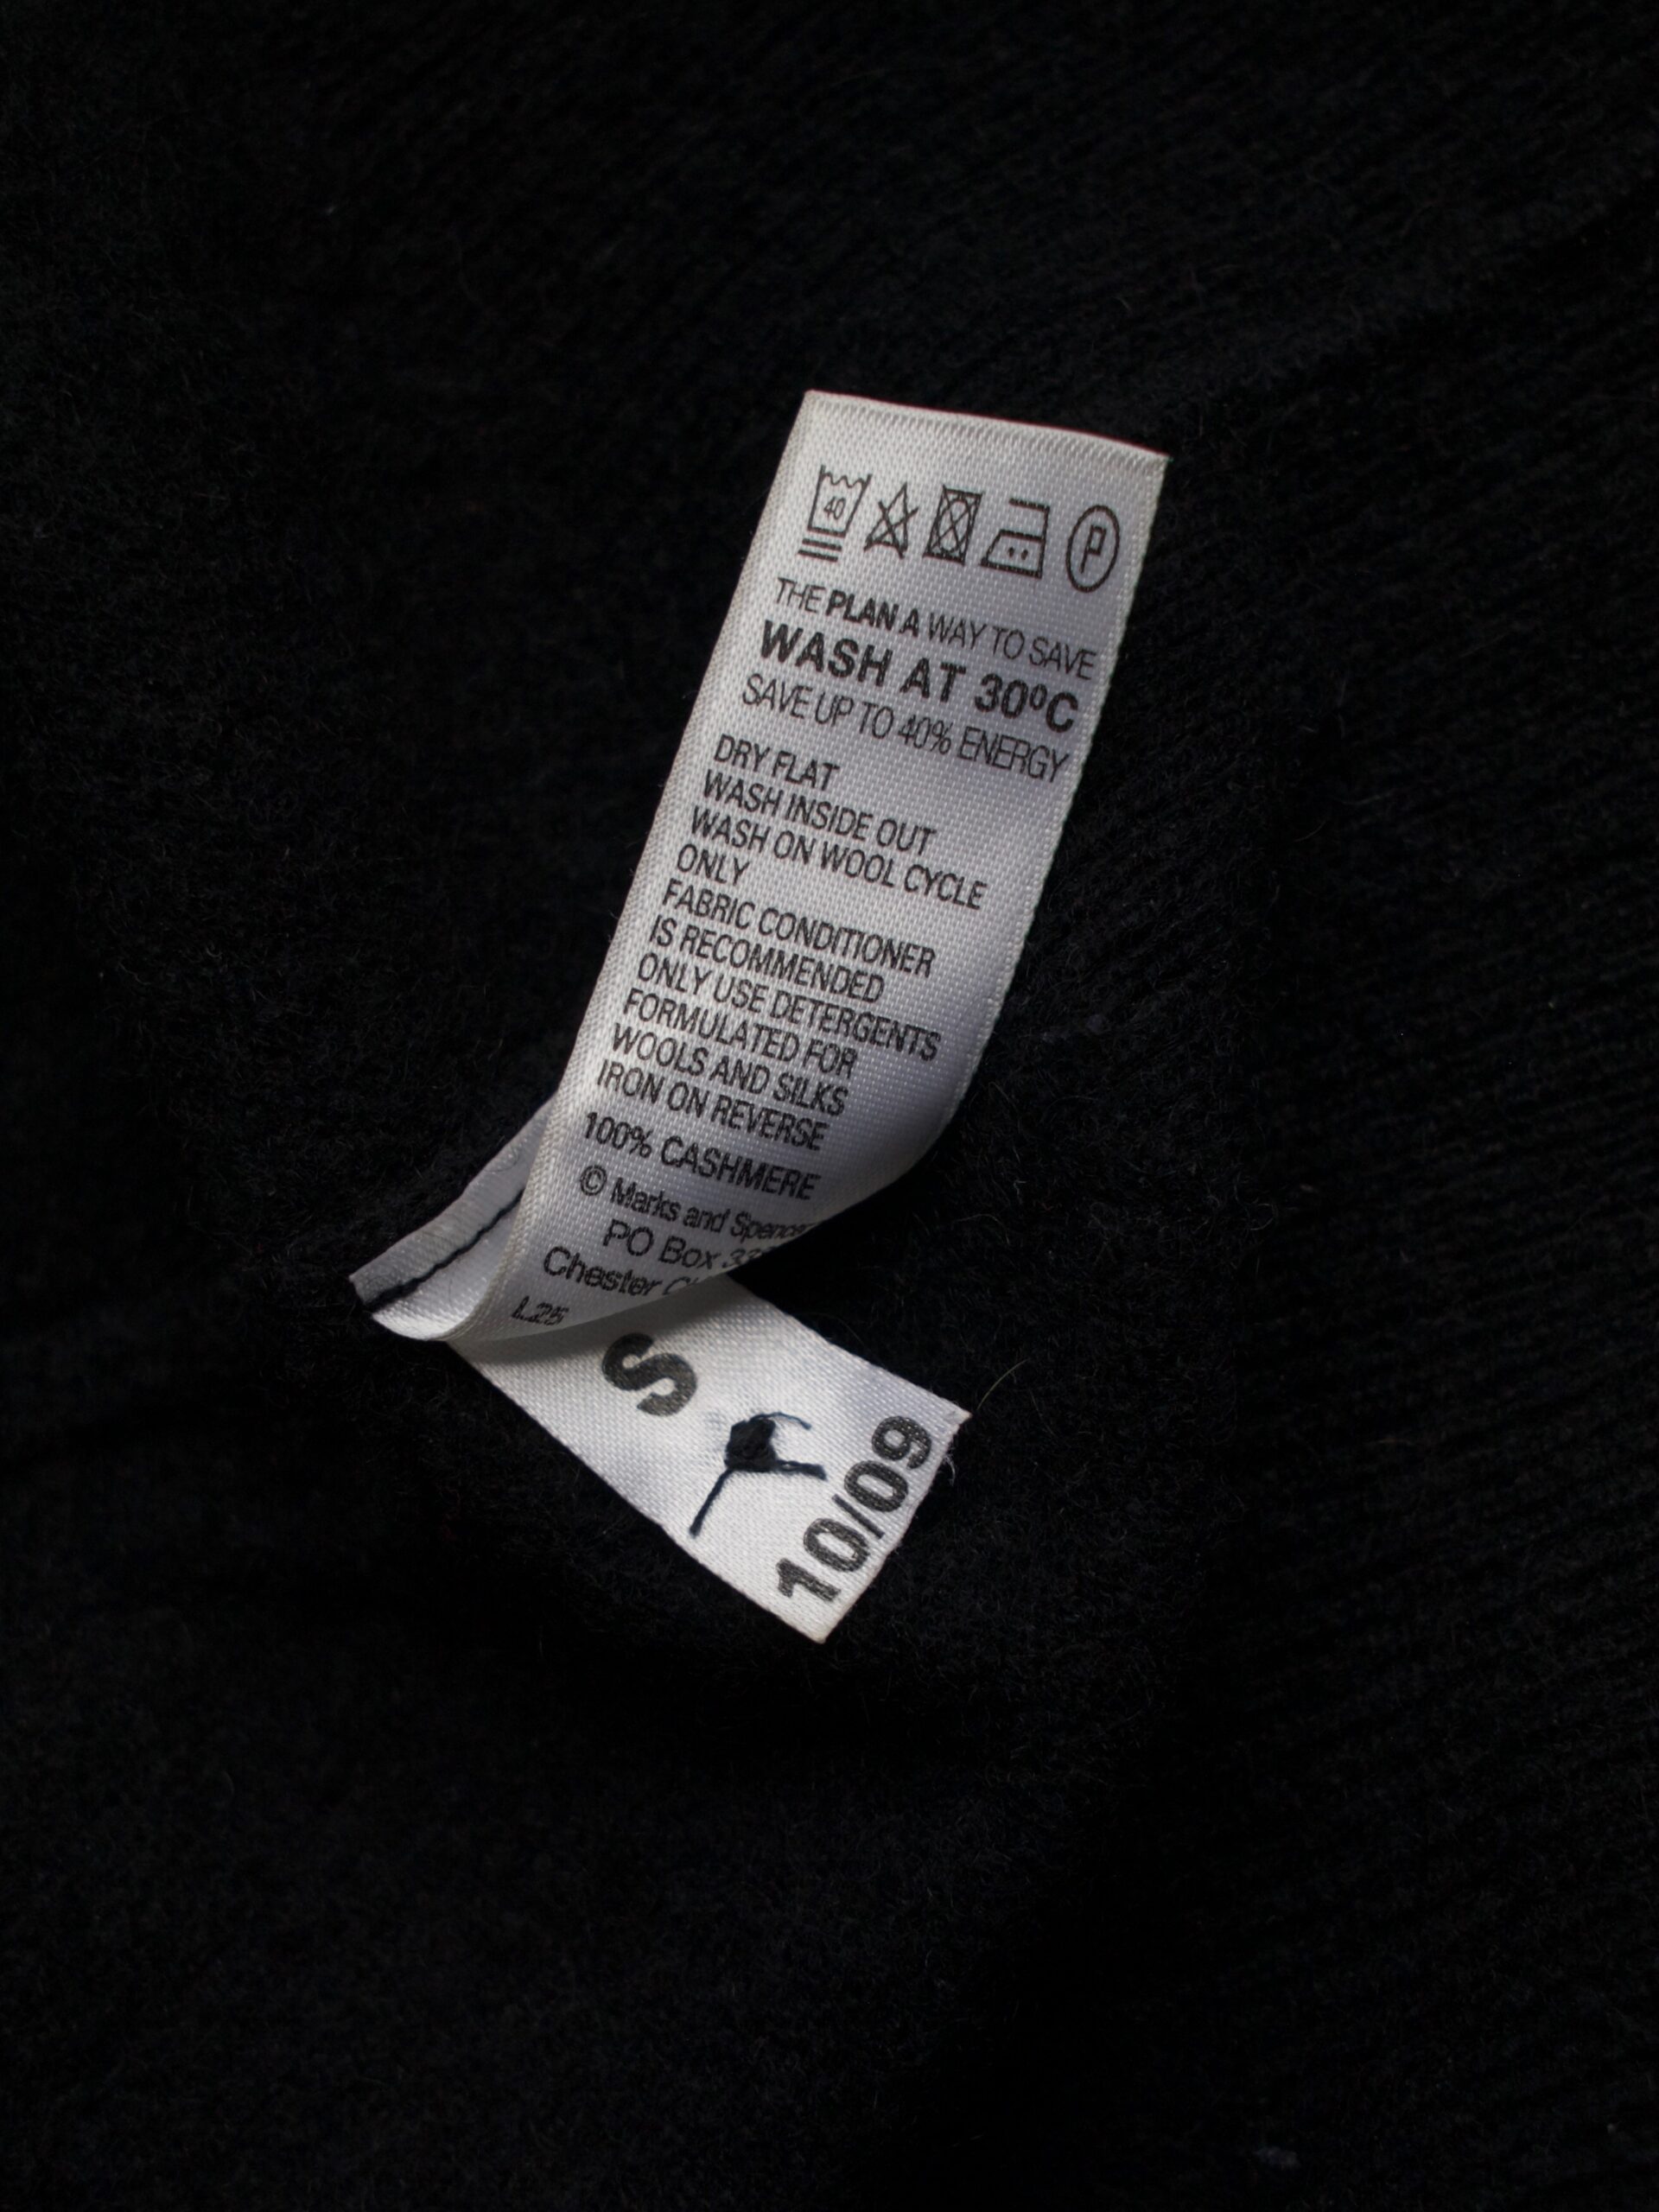 40
P
THE PLAN A WAY TO SAVE
WASH AT 30ºC
SAVE UP TO 40% ENERGY
DRY FLAT
WASH INSIDE OUT
WASH ON WOOL CYCLE
ONLY
FABRIC CONDITIONER
IS RECOMMENDED
ONLY USE DETERGENTS
FORMULATED FOR
WOOLS AND SILKS
IRON ON REVERSE
100% CASHMERE
© Marks and
PO Box
Chester
S
10/09